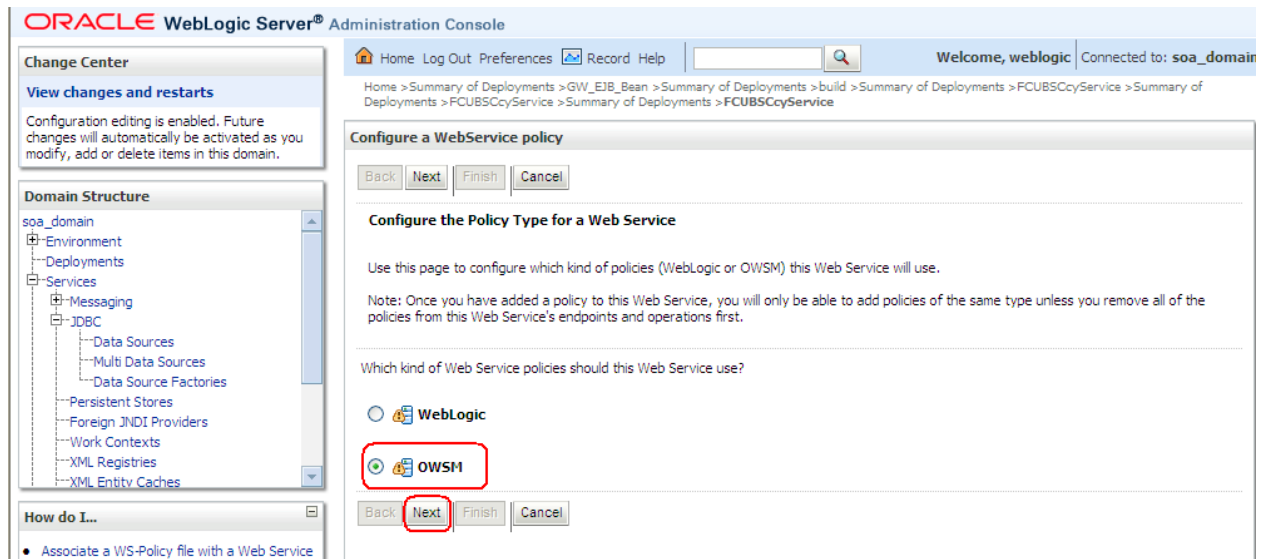 ORACLE WebLogic Server® Administration Console
Change Center
View changes and restarts
Configuration editing is enabled. Future
changes will automatically be activated as you
modify, add or delete items in this domain.
Domain Structure
soa_domain
Environment
Deployments
Services
Messaging
JDBC
Data Sources
Multi Data Sources
Data Source Factories
Persistent Stores
Foreign JNDI Providers
Work Contexts
XML Registries
XML Entity Caches
How do I...
Associate a WS-Policy file with a Web Service
Home Log Out Preferences Record Help
Welcome, weblogic Connected to: soa_domain
Home >Summary of Deployments >GW_EJB_Bean >Summary of Deployments >build >Summary of Deployments >FCUBSCcyService >Summary of
Deployments >FCUBSCcyService >Summary of Deployments >FCUBSCcyService
Configure a WebService policy
Back Next Finish Cancel
Configure the Policy Type for a Web Service
Use this page to configure which kind of policies (WebLogic or OWSM) this Web Service will use.
Note: Once you have added a policy to this Web Service, you will only be able to add policies of the same type unless you remove all of the
policies from this Web Service's endpoints and operations first.
Which kind of Web Service policies should this Web Service use?
WebLogic
OWSM
Back Next Finish Cancel